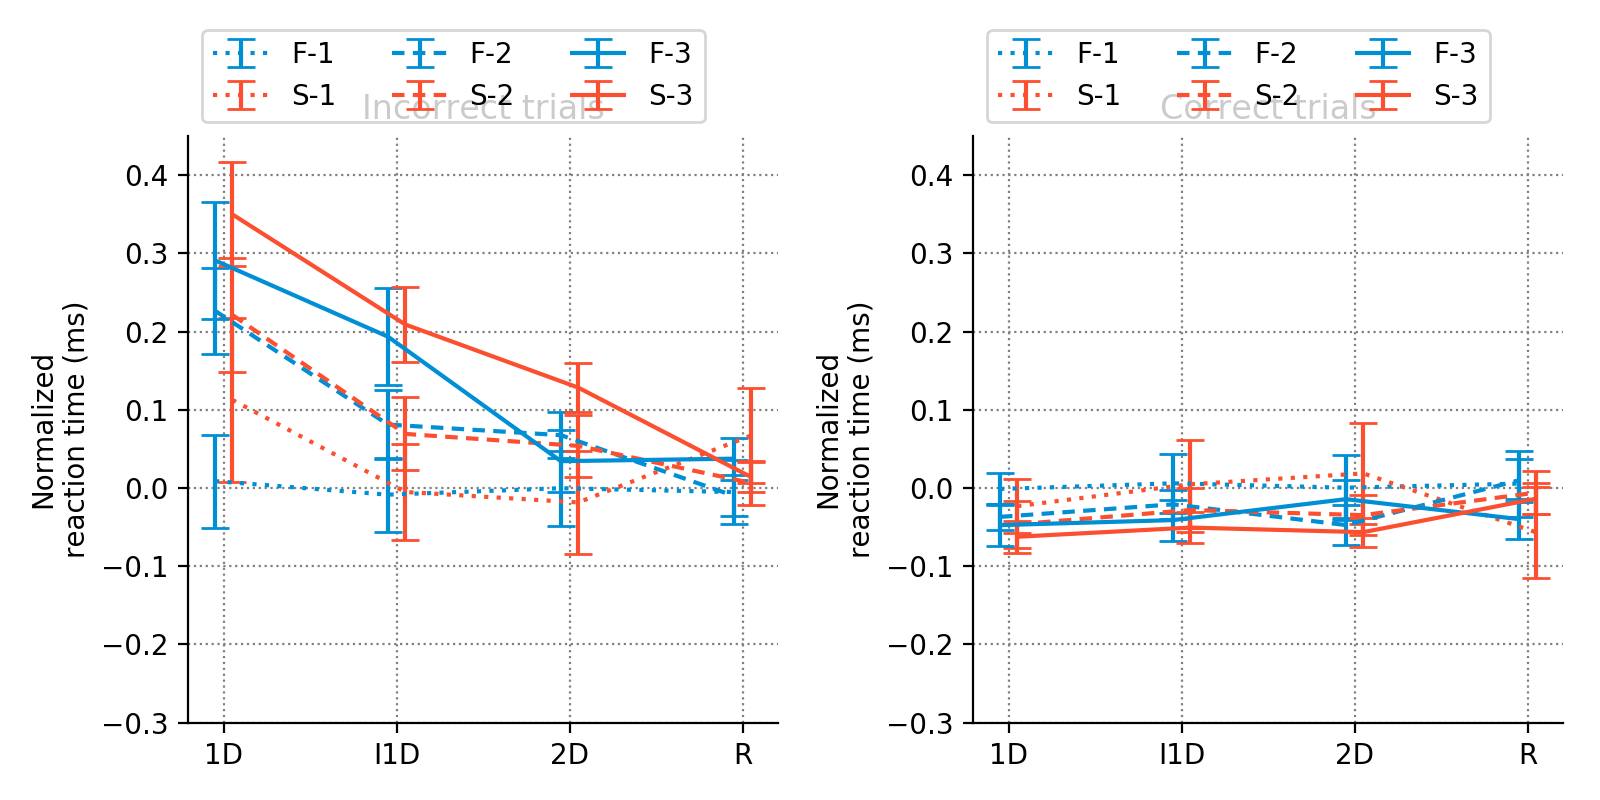 F-1 F-2 F-3
S-1 S-2 S-3
Incorrect trials
Normalized
reaction time (ms)
0.4
0.3
0.2
0.1
0.0
−0.1
−0.2
−0.3
1D I1D 2D R
F-1 F-2 F-3
S-1 S-2 S-3
Correct trials
Normalized
reaction time (ms)
0.4
0.3
0.2
0.1
0.0
−0.1
−0.2
−0.3
1D I1D 2D R